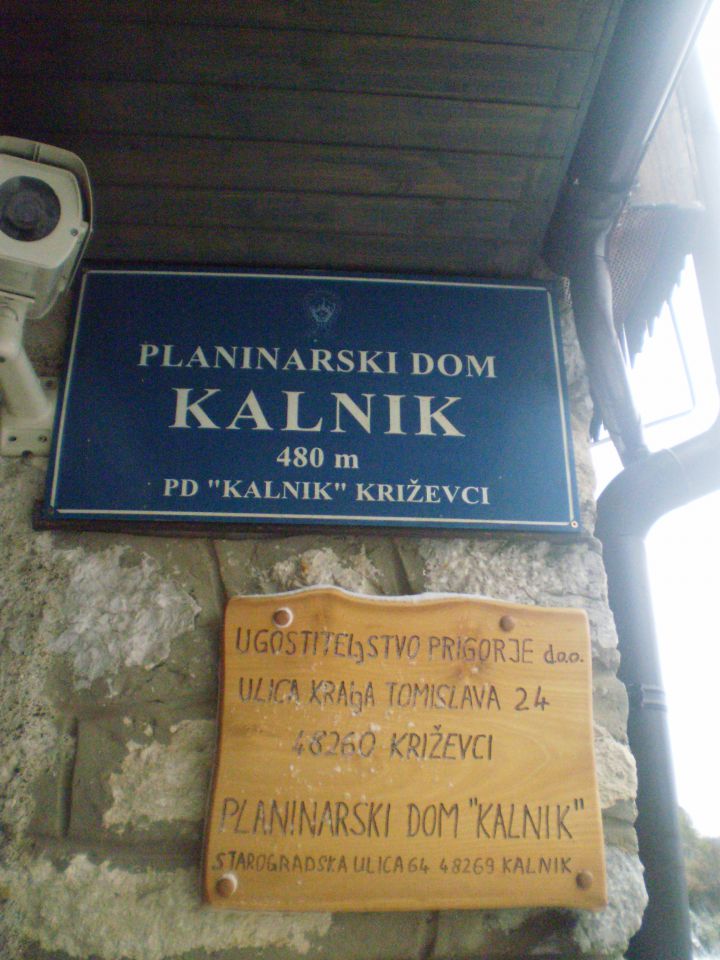 PLANINARSKI DOM
KALNIK
480 m
PD "KALNIK" KRIŽEVCI
UGOSTITELJSTVO PRIGORJE d.o.o.
ULICA KRALJA TOMISLAVA 24
48260 KRIŽEVCI
PLANINARSKI DOM "KALNIK"
STAROGRADSKA ULICA 64 48269 KALNIK